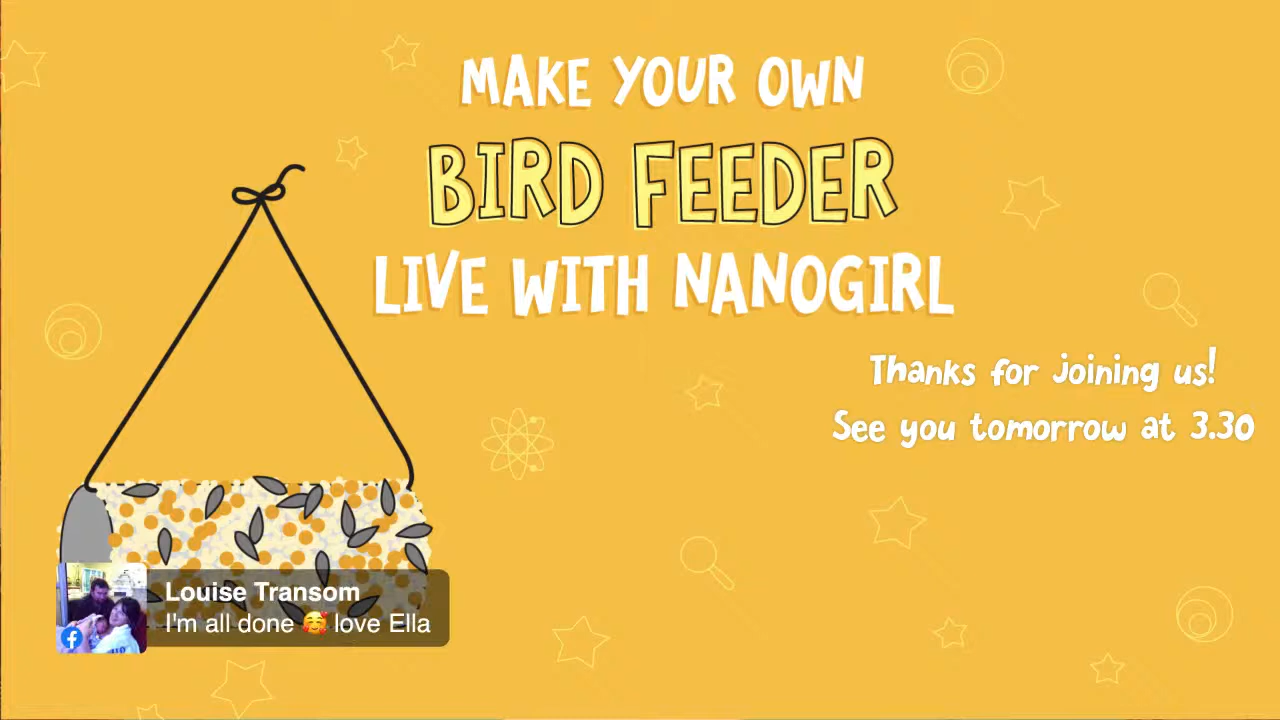 MAKE YOUR OWN
BIRD FEEDER
LIVE WITH NANOGIRL
Thanks for joining us!
See you tomorrow at 3.30
Louise Transom
I'm all done 🥰 love Ella